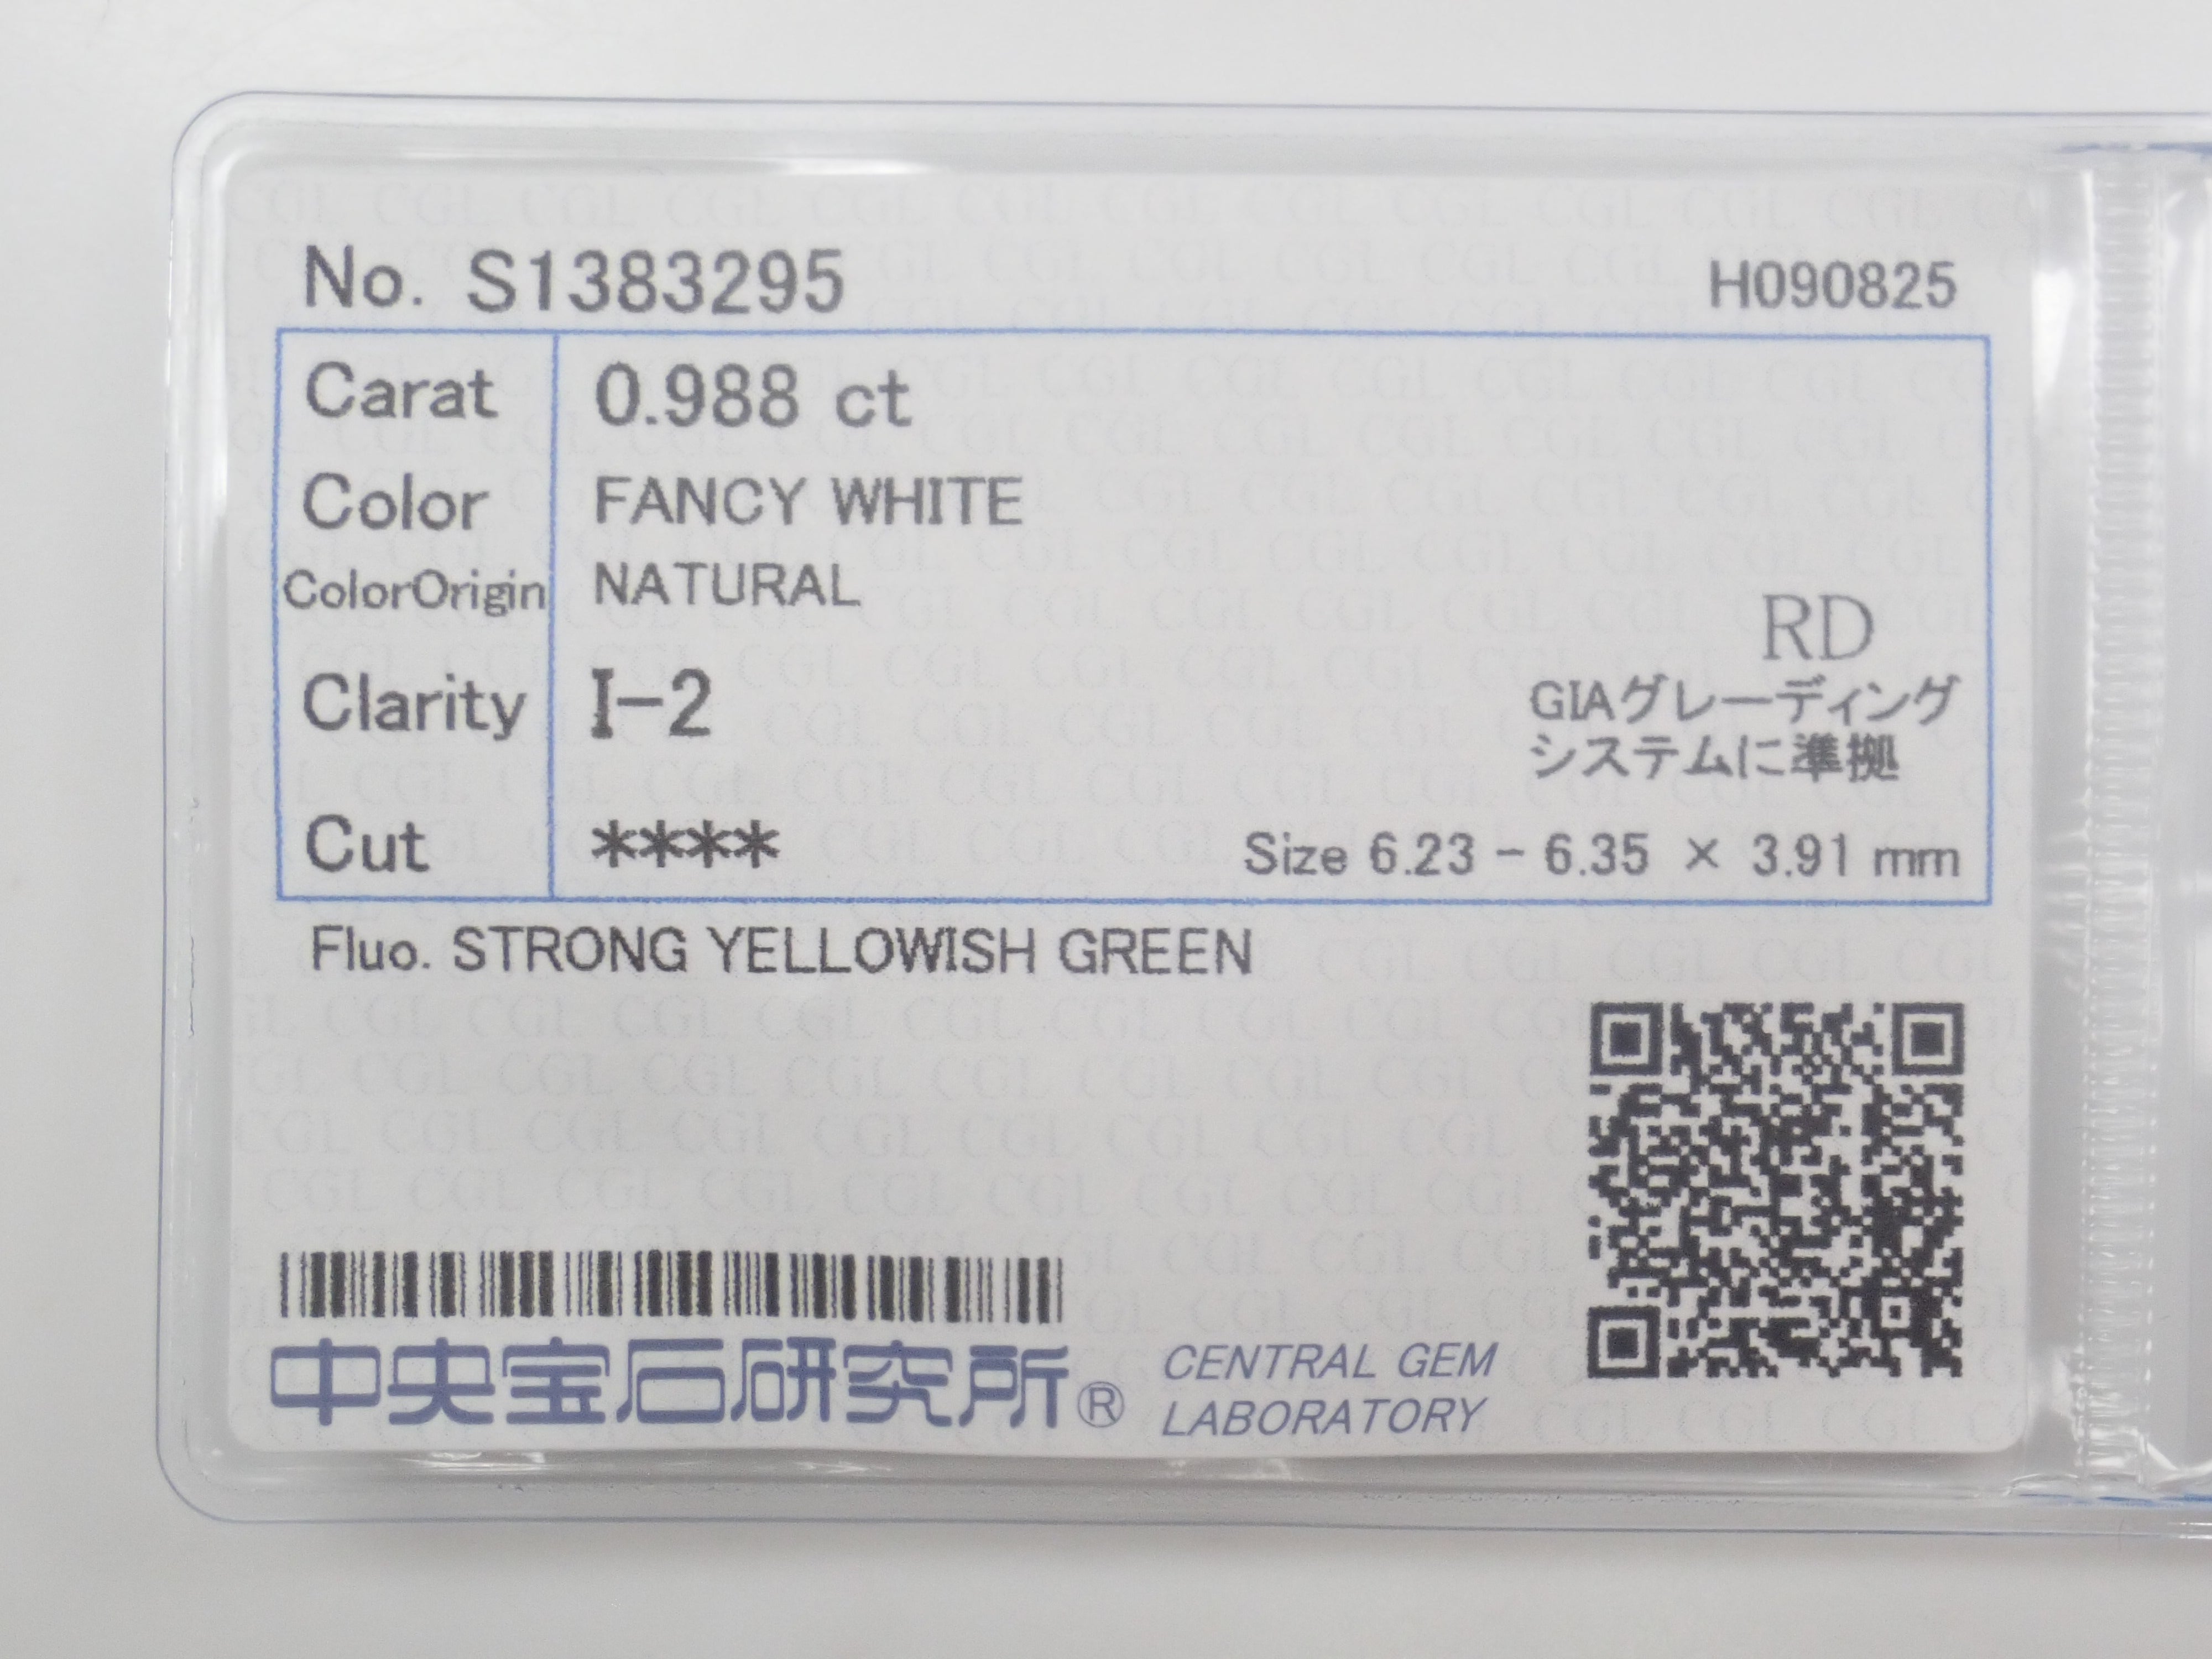 No. S1383295 H090825
Carat 0.988 ct
Color FANCY WHITE
ColorOrigin NATURAL
RD
Clarity I-2
GIAグレーディング
システムに準拠
Cut **** Size 6.23 - 6.35 × 3.91 mm
Fluo. STRONG YELLOWISH GREEN
中央宝石研究所®
CENTRAL GEM
LABORATORY